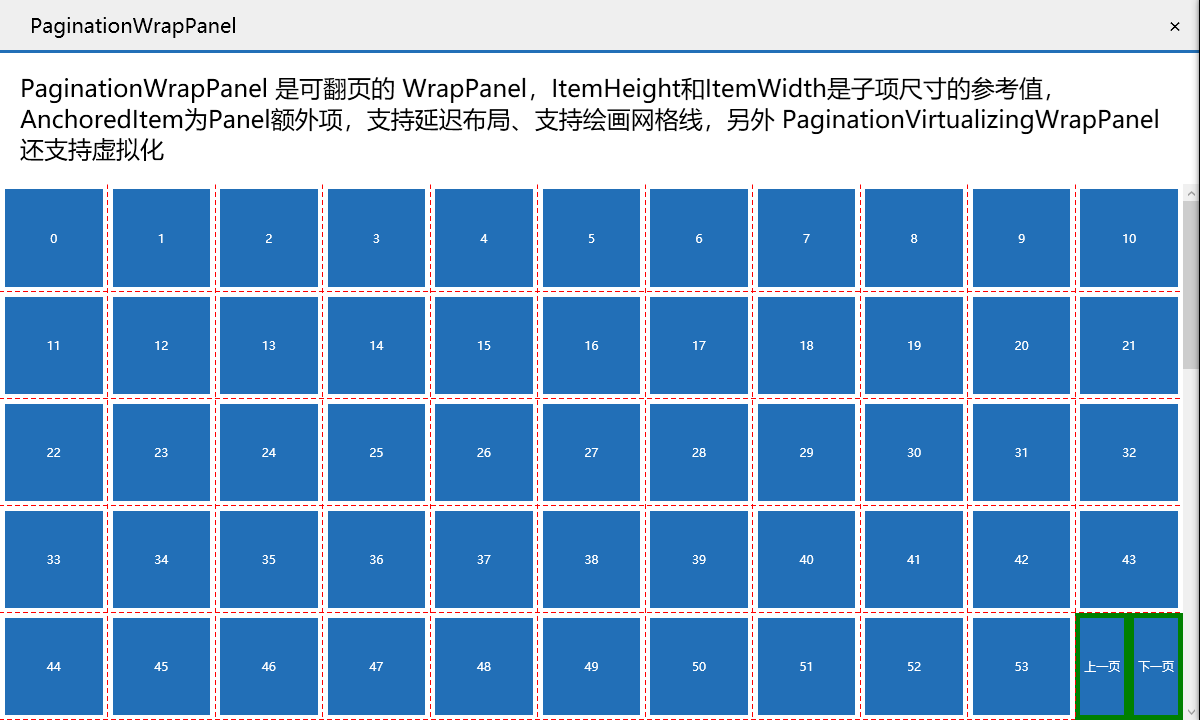 PaginationWrapPanel
×
PaginationWrapPanel 是可翻页的 WrapPanel，ItemHeight和ItemWidth是子项尺寸的参考值，
AnchoredItem为Panel额外项，支持延迟布局、支持绘画网格线，另外 PaginationVirtualizingWrapPanel
还支持虚拟化
0 1 2 3 4 5 6 7 8 9 10
11 12 13 14 15 16 17 18 19 20 21
22 23 24 25 26 27 28 29 30 31 32
33 34 35 36 37 38 39 40 41 42 43
44 45 46 47 48 49 50 51 52 53 上一页 下一页